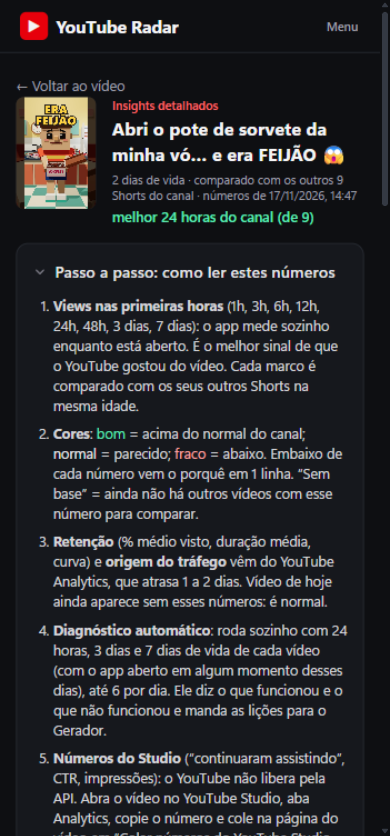 YouTube Radar
Menu
← Voltar ao vídeo
ERA
FEIJÃO
Insights detalhados
Abri o pote de sorvete da
minha vó... e era FEIJÃO 😱
2 dias de vida · comparado com os outros 9
Shorts do canal · números de 17/11/2026, 14:47
melhor 24 horas do canal (de 9)
Passo a passo: como ler estes números
1. Views nas primeiras horas (1h, 3h, 6h, 12h,
24h, 48h, 3 dias, 7 dias): o app mede sozinho
enquanto está aberto. É o melhor sinal de que
o YouTube gostou do vídeo. Cada marco é
comparado com os seus outros Shorts na
mesma idade.
2. Cores: bom = acima do normal do canal;
normal = parecido; fraco = abaixo. Embaixo de
cada número vem o porquê em 1 linha. “Sem
base” = ainda não há outros vídeos com esse
número para comparar.
3. Retenção (% médio visto, duração média,
curva) e origem do tráfego vêm do YouTube
Analytics, que atrasa 1 a 2 dias. Vídeo de hoje
ainda aparece sem esses números: é normal.
4. Diagnóstico automático: roda sozinho com 24
horas, 3 dias e 7 dias de vida de cada vídeo
(com o app aberto em algum momento desses
dias), até 6 por dia. Ele diz o que funcionou e o
que não funcionou e manda as lições para o
Gerador.
5. Números do Studio (“continuaram assistindo”,
CTR, impressões): o YouTube não libera pela
API. Abra o vídeo no YouTube Studio, aba
Analytics, copie o número e cole na página do